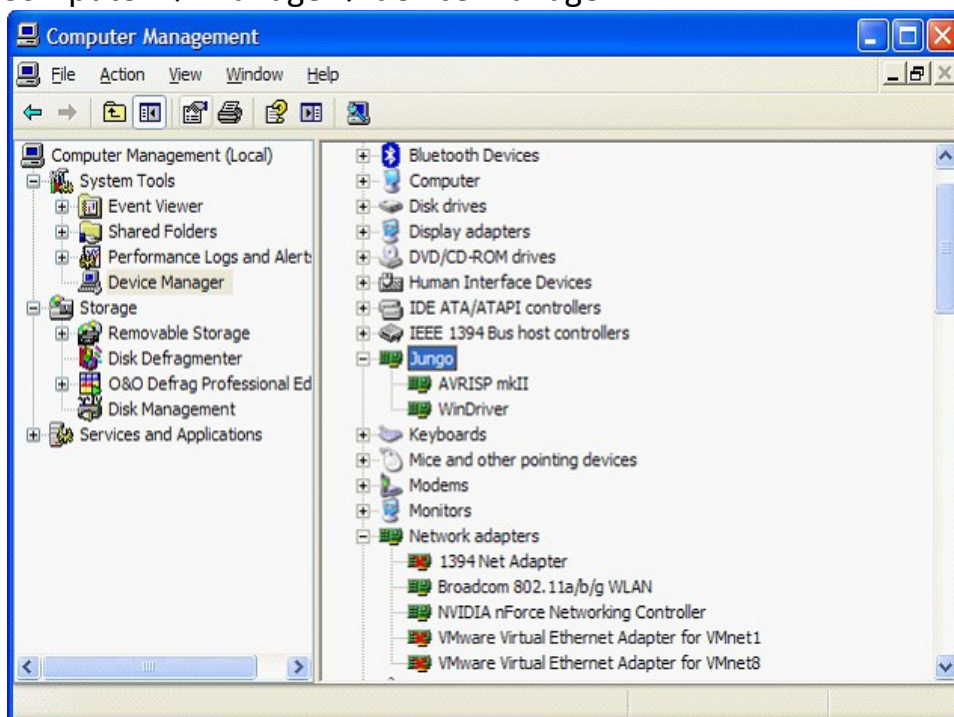 Computer Management
File Action View Window Help
Computer Management (Local)
System Tools
Event Viewer
Shared Folders
Performance Logs and Alert
Device Manager
Storage
Removable Storage
Disk Defragmenter
O&O Defrag Professional Ed
Disk Management
Services and Applications
Bluetooth Devices
Computer
Disk drives
Display adapters
DVD/CD-ROM drives
Human Interface Devices
IDE ATA/ATAPI controllers
IEEE 1394 Bus host controllers
Jungo
AVRISP mkII
WinDriver
Keyboards
Mice and other pointing devices
Modems
Monitors
Network adapters
1394 Net Adapter
Broadcom 802.11a/b/g WLAN
NVIDIA nForce Networking Controller
VMware Virtual Ethernet Adapter for VMnet1
VMware Virtual Ethernet Adapter for VMnet8